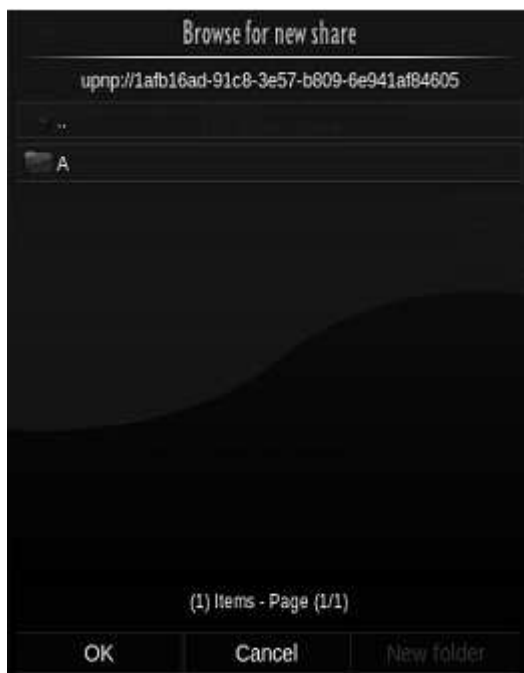 Browse for new share
upnp://1afb16ad-91c8-3e57-b809-6e941af84605
..
A
(1) Items - Page (1/1)
OK Cancel New folder